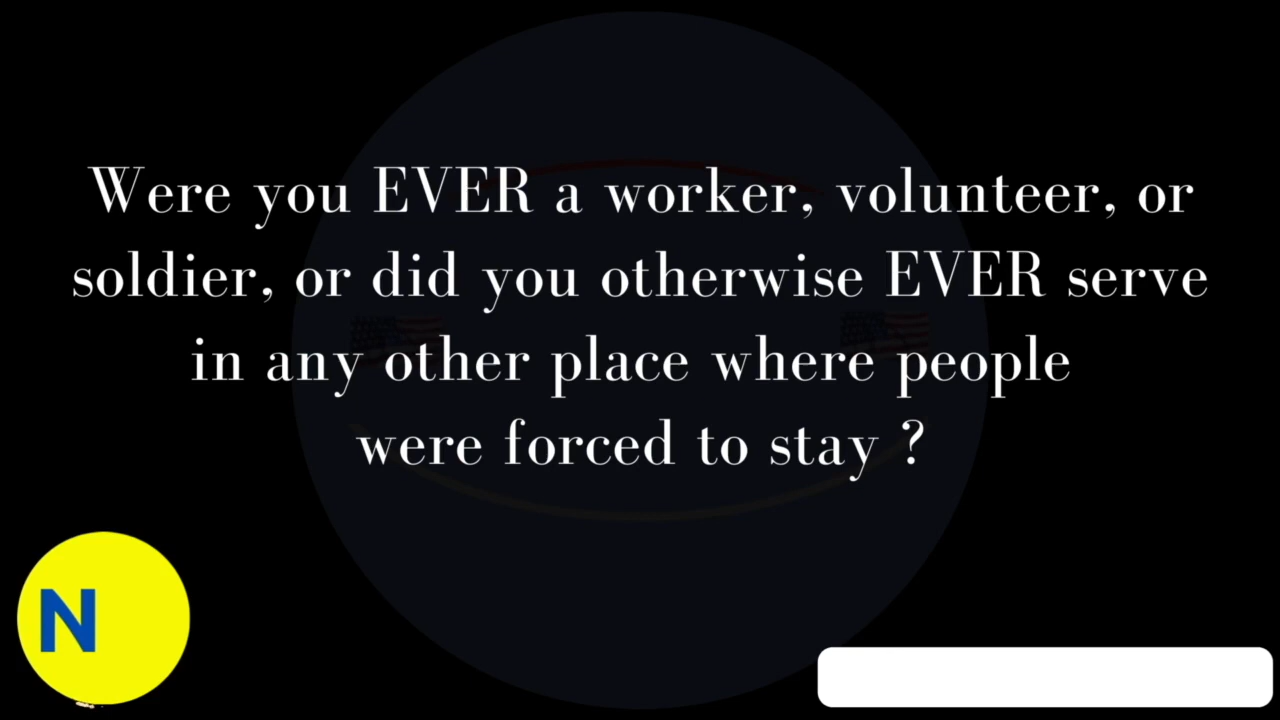 Were you EVER a worker, volunteer, or
soldier, or did you otherwise EVER serve
in any other place where people
were forced to stay ?
N